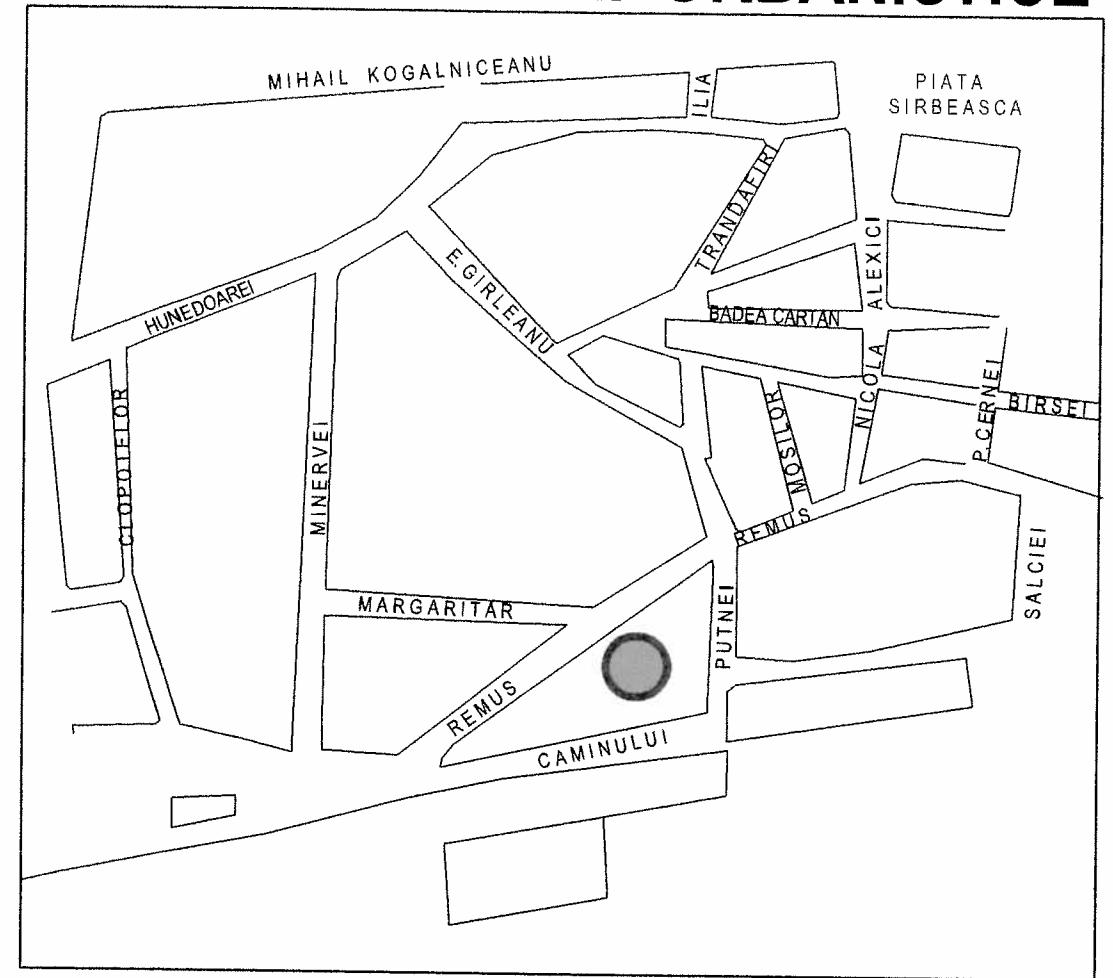 MIHAIL KOGALNICEANU
ILIA
PIATA
SIRBEASCA
TRANDAFIRI
E. GIRLEANU
HUNEDOAREI
ALEXICI
BADEA CARTAN
NICOLA
P. CERNEI
BIRSEI
CLOPOTELOR
MINERVEI
MOSILOR
REMUS
MARGARITAR
PUTNEI
SALCIEI
REMUS
CAMINULUI